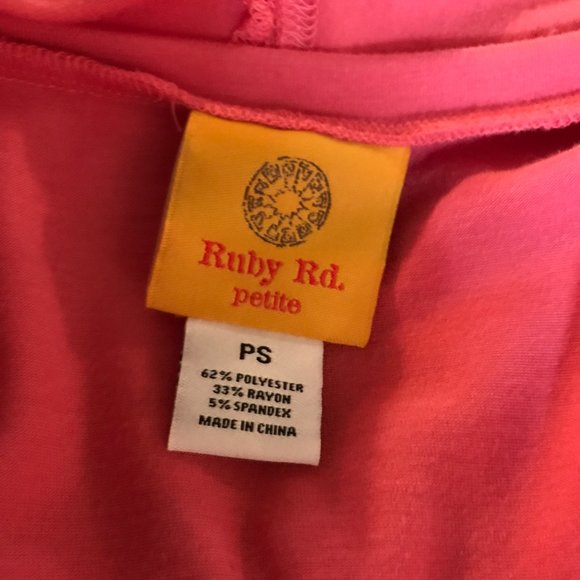 Ruby Rd.
petite
PS
62% POLYESTER
33% RAYON
5% SPANDEX
MADE IN CHINA